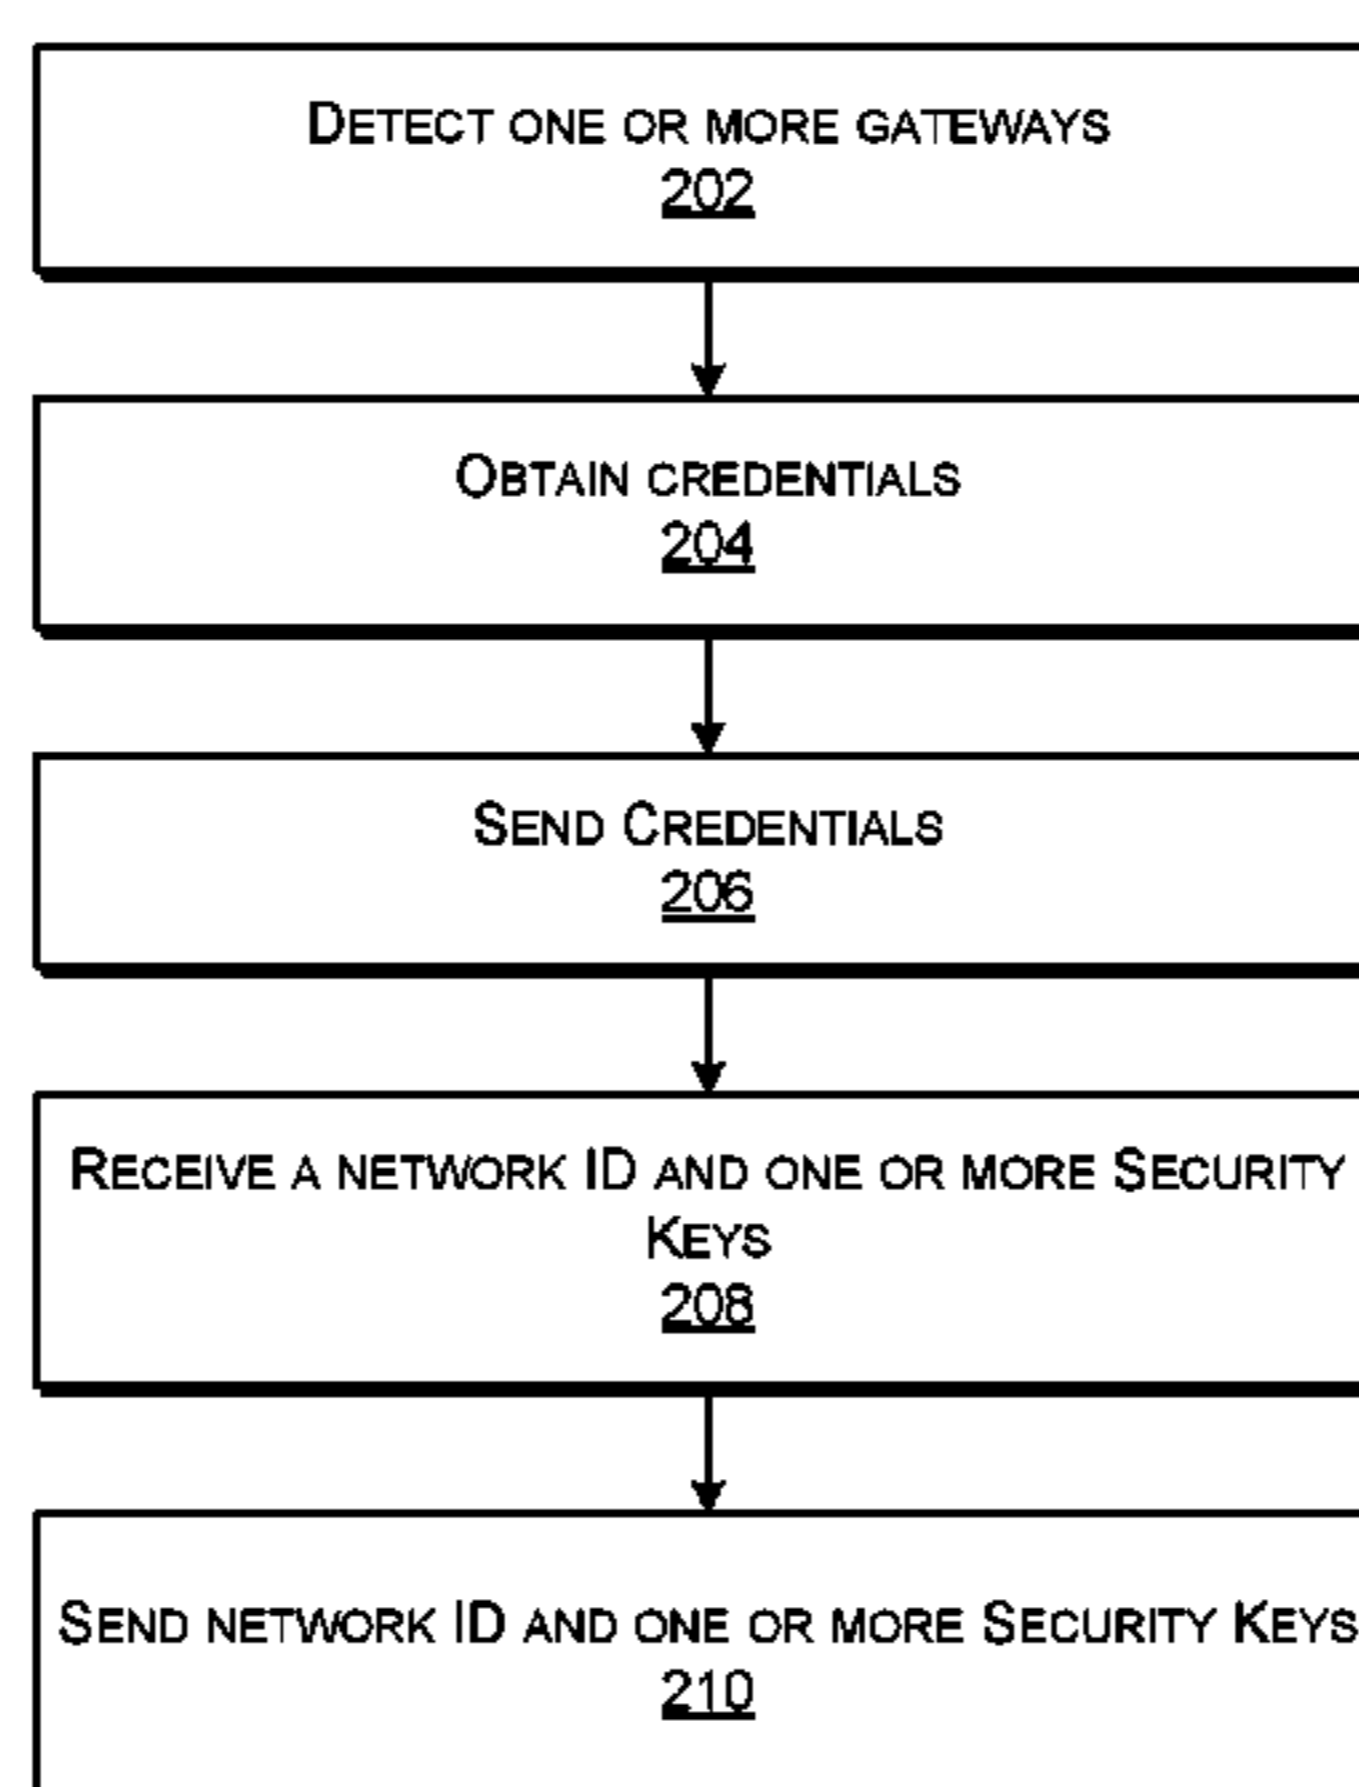 DETECT ONE OR MORE GATEWAYS
202
OBTAIN CREDENTIALS
204
SEND CREDENTIALS
206
RECEIVE A NETWORK ID AND ONE OR MORE SECURITY
KEYS
208
SEND NETWORK ID AND ONE OR MORE SECURITY KEYS
210